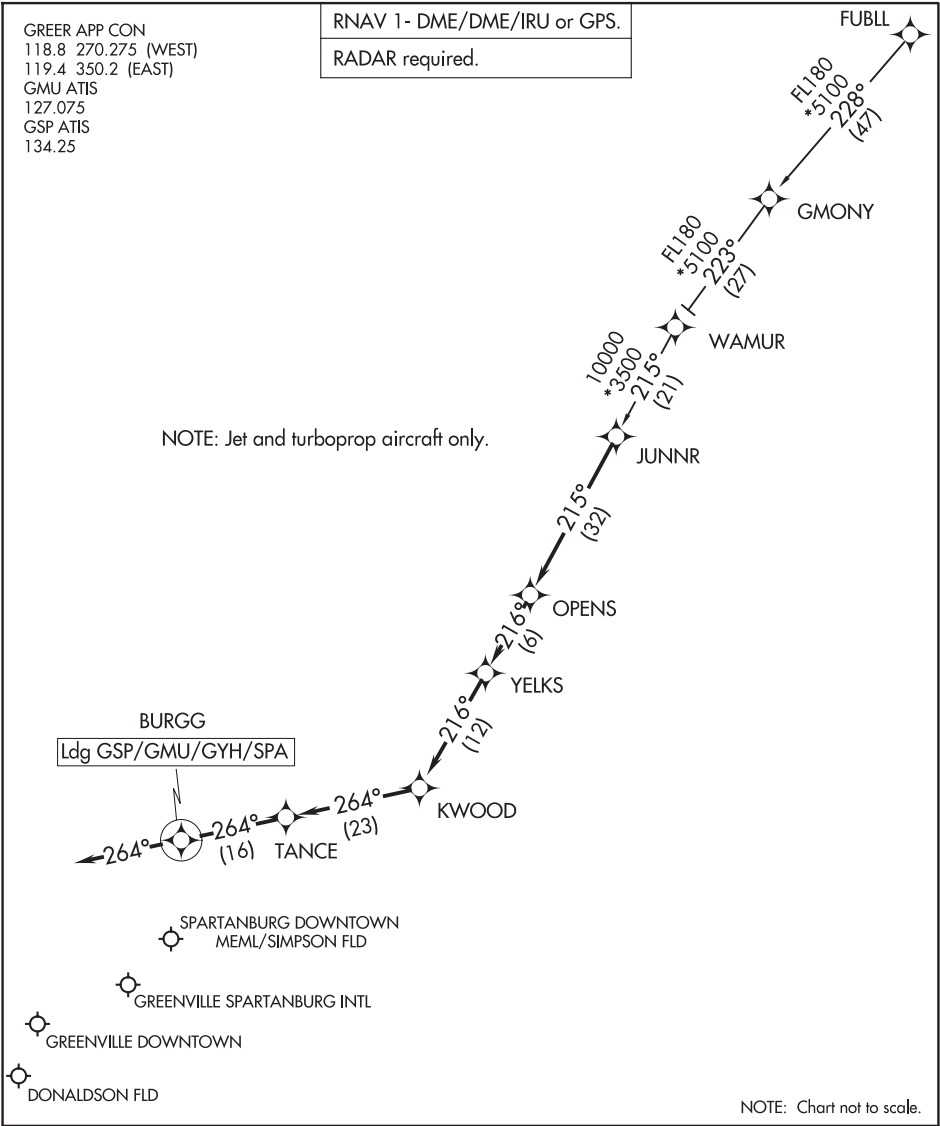 GREER APP CON
118.8 270.275 (WEST)
119.4 350.2 (EAST)
GMU ATIS
127.075
GSP ATIS
134.25
RNAV 1- DME/DME/IRU or GPS.
RADAR required.
FUBLL
FL180
*5100
228°
(47)
GMONY
FL180
*5100
223°
(27)
WAMUR
10000
*3500
215°
(21)
NOTE: Jet and turboprop aircraft only.
JUNNR
215°
(32)
OPENS
216°
(6)
YELKS
216°
(12)
BURGG
Ldg GSP/GMU/GYH/SPA
KWOOD
264°
(23)
TANCE
264°
(16)
264°
SPARTANBURG DOWNTOWN
MEML/SIMPSON FLD
GREENVILLE SPARTANBURG INTL
GREENVILLE DOWNTOWN
DONALDSON FLD
NOTE: Chart not to scale.